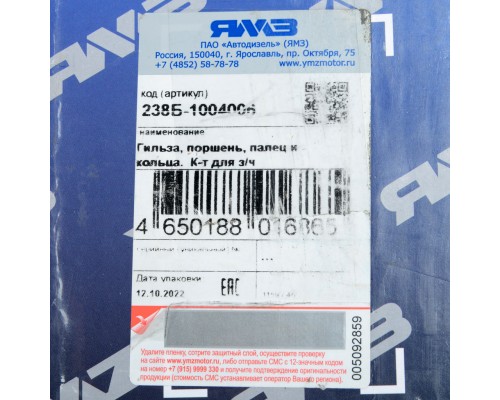 ЯМЗ
ПАО «Автодизель» (ЯМЗ)
Россия, 150040, г. Ярославль, пр. Октября, 75
+7 (4852) 58-78-78 www.ymzmotor.ru
код (артикул)
238Б-1004006
наименование
Гильза, поршень, палец и
кольца. К-т для з/ч
4 650188 016865
Дата упаковки
12.10.2022
EAC
005092859
Удалите пленку, сотрите защитный слой, осуществите проверку
на сайте www.ymzmotor.ru, либо отправьте СМС с 12-значным кодом
на номер +7 (915) 9999 330 и получите подтверждение оригинальности
продукции (стоимость СМС устанавливает оператор Вашего региона).